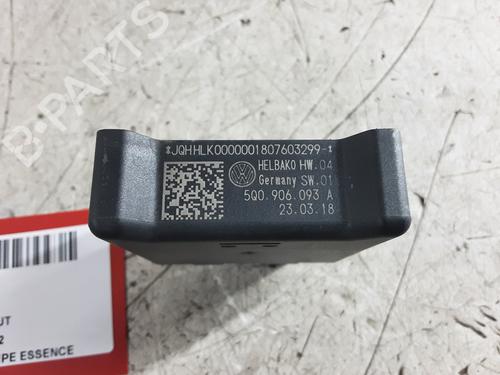 B-PARTS
*JQHHLK0000001807603299-*
HELBAKO HW.04
Germany SW.01
5Q0.906.093 A
23.03.18
UT
2
PE ESSENCE